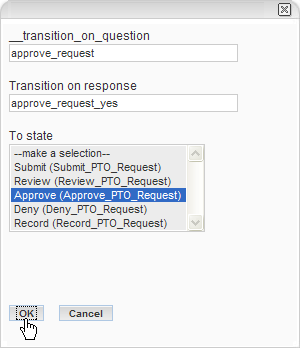 __transition_on_question
approve_request
Transition on response
approve_request_yes
To state
--make a selection--
Submit (Submit_PTO_Request)
Review (Review_PTO_Request)
Approve (Approve_PTO_Request)
Deny (Deny_PTO_Request)
Record (Record_PTO_Request)
OK Cancel